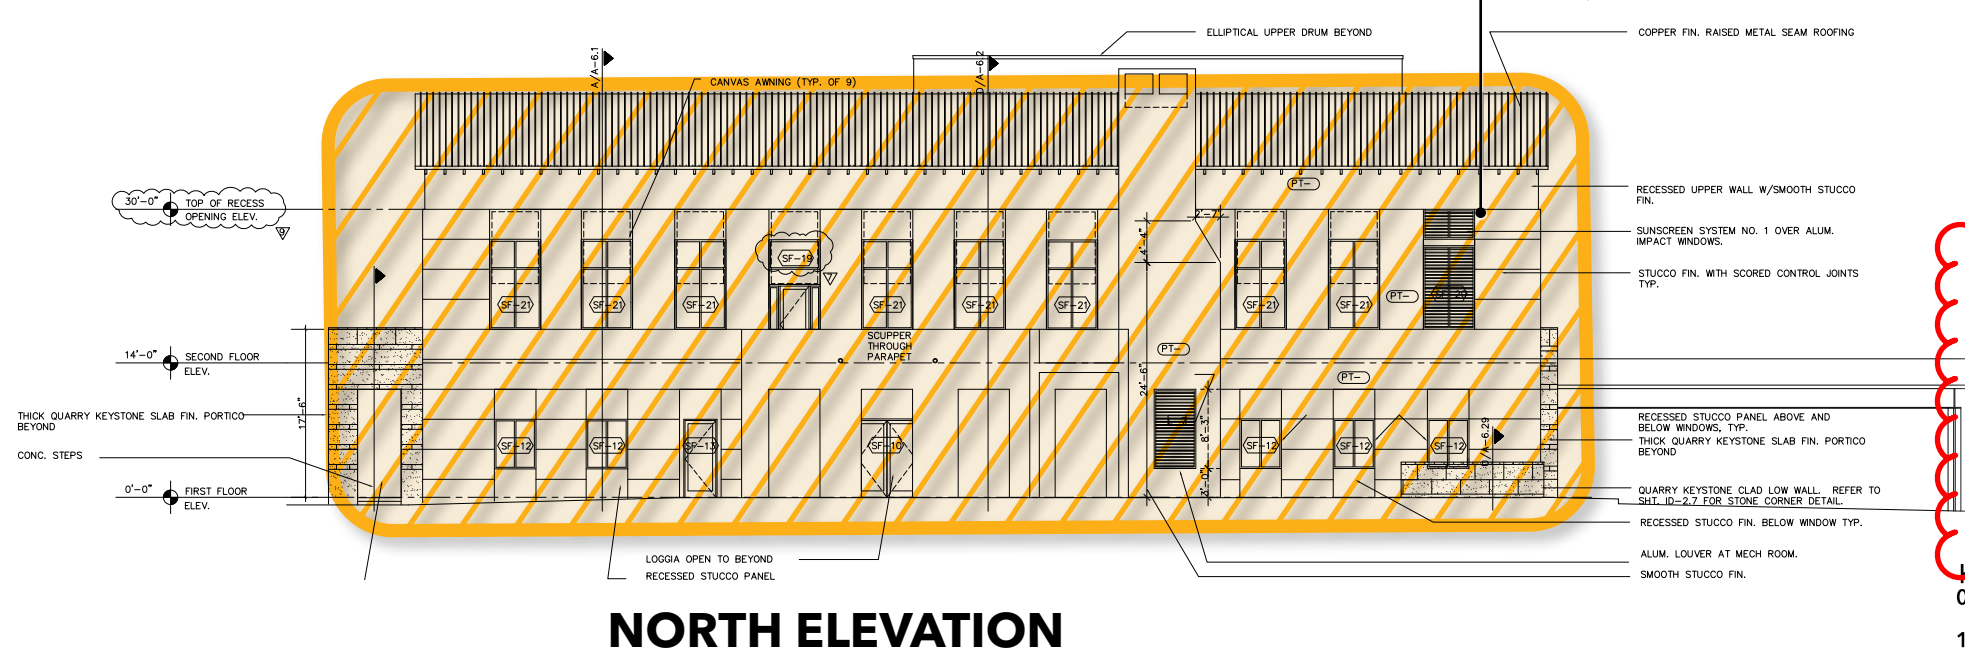 ELLIPTICAL UPPER DRUM BEYOND
COPPER FIN. RAISED METAL SEAM ROOFING
A/A-6.1
CANVAS AWNING (TYP. OF 9)
PT-
30'-0"
TOP OF RECESS
OPENING ELEV.
9
RECESSED UPPER WALL W/SMOOTH STUCCO
FIN.
2'-7"
4'-4"
SUNSCREEN SYSTEM NO. 1 OVER ALUM.
IMPACT WINDOWS.
STUCCO FIN. WITH SCORED CONTROL JOINTS
TYP.
SF-19
7
SF-21
SF-21
SF-21
SF-21
SF-21
SF-21
SF-21
SF-21
PT-
SCUPPER
THROUGH
PARAPET
PT-
PT-
14'-0"
SECOND FLOOR
ELEV.
24'-6"
17'-6"
8'-3"
3'-0"
THICK QUARRY KEYSTONE SLAB FIN. PORTICO
BEYOND
CONC. STEPS
SF-12
SF-12
SF-13
SF-10
SF-12
SF-12
SF-12
D/A-6.29
RECESSED STUCCO PANEL ABOVE AND
BELOW WINDOWS, TYP.
THICK QUARRY KEYSTONE SLAB FIN. PORTICO
BEYOND
0'-0"
FIRST FLOOR
ELEV.
QUARRY KEYSTONE CLAD LOW WALL. REFER TO
SHT. ID-2.7 FOR STONE CORNER DETAIL.
RECESSED STUCCO FIN. BELOW WINDOW TYP.
LOGGIA OPEN TO BEYOND
RECESSED STUCCO PANEL
ALUM. LOUVER AT MECH ROOM.
SMOOTH STUCCO FIN.
NORTH ELEVATION